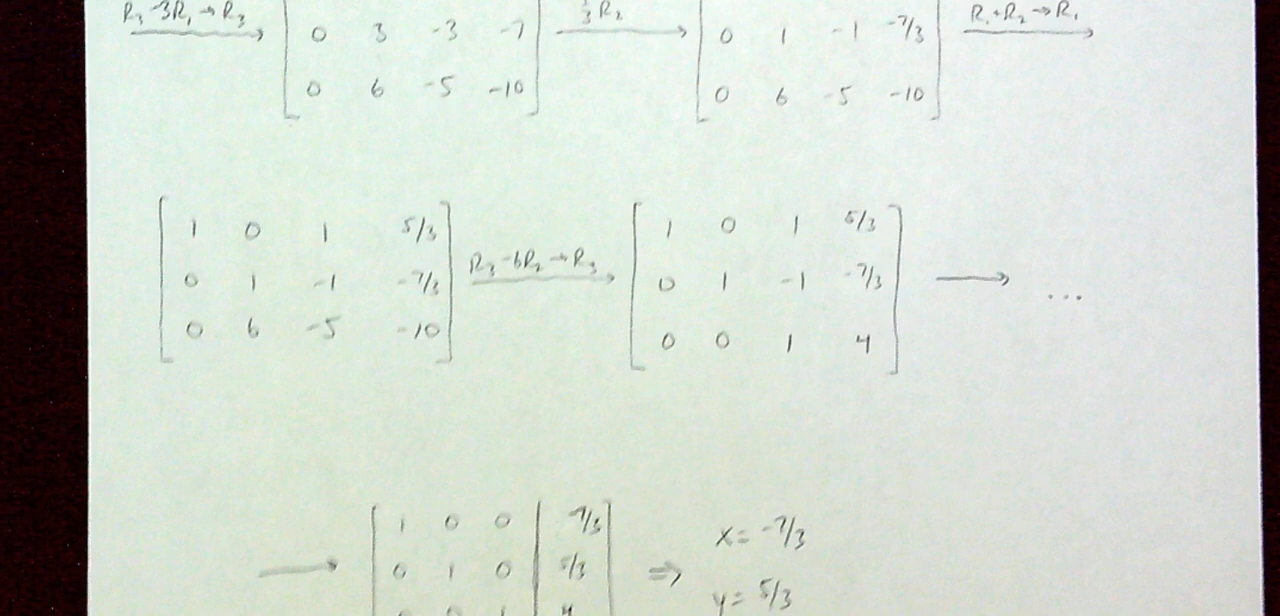 R₃-3R₁→R₃ 1/3 R₂ R₁+R₂→R₁
0 3 -3 -7 0 1 -1 -7/3
0 6 -5 -10 0 6 -5 -10
1 0 1 5/3 1 0 1 5/3
0 1 -1 -7/3 R₃-6R₂→R₃ 0 1 -1 -7/3 → ...
0 6 -5 -10 0 0 1 4
→ 1 0 0 | -7/3 x=-7/3
0 1 0 | 5/3 ⇒ y=5/3
0 0 1 | 4